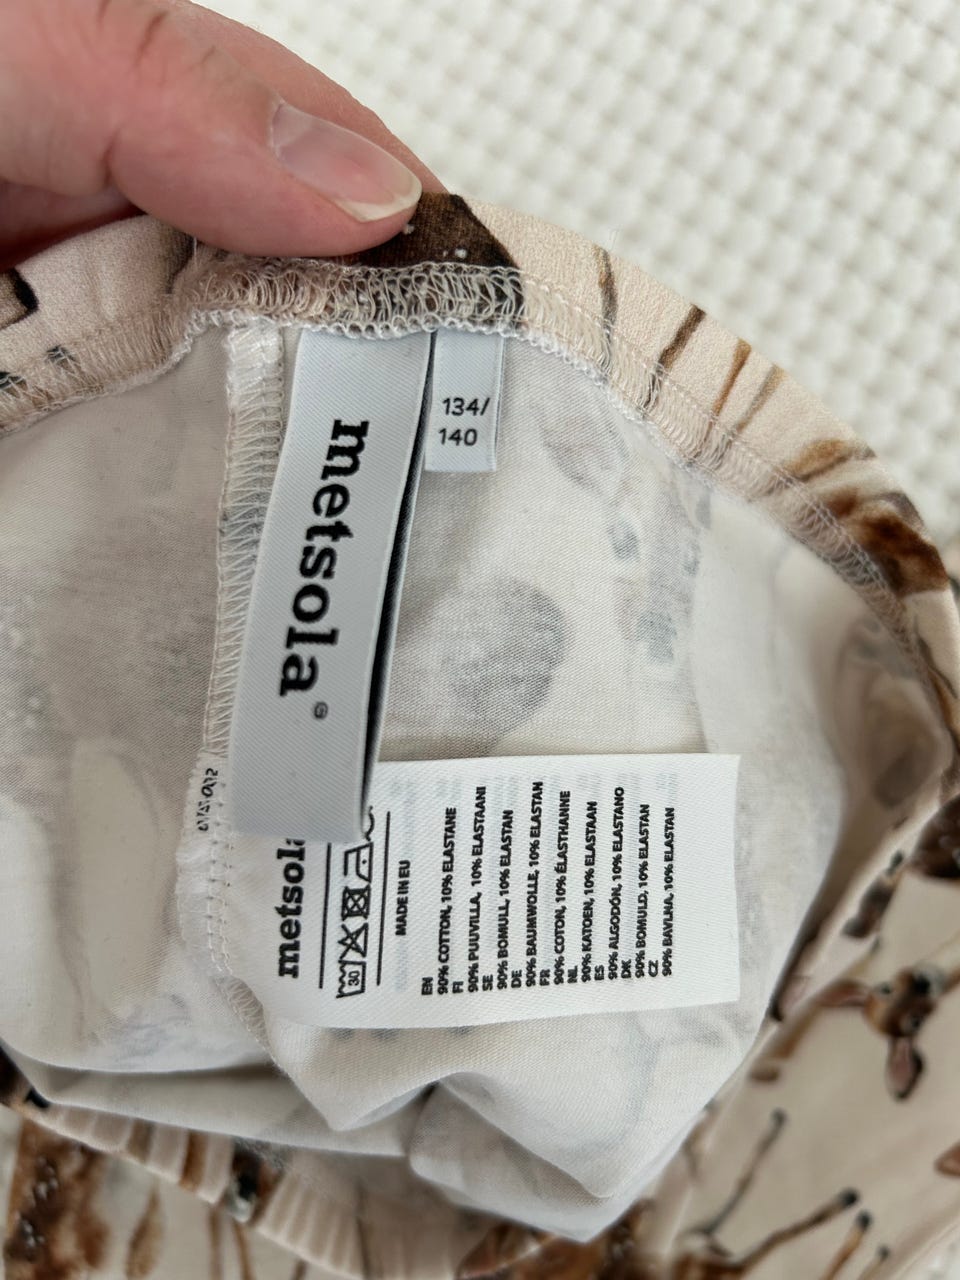 metsola®
134/
140
metsola
30
MADE IN EU
EN
90% COTTON, 10% ELASTANE
FI
90% PUUVILLA, 10% ELASTAANI
SE
90% BOMULL, 10% ELASTAN
DE
90% BAUMWOLLE, 10% ELASTAN
FR
90% COTON, 10% ÉLASTHANNE
NL
90% KATOEN, 10% ELASTAAN
ES
90% ALGODÓN, 10% ELASTANO
DK
90% BOMULD, 10% ELASTAN
CZ
90% BAVLNA, 10% ELASTAN